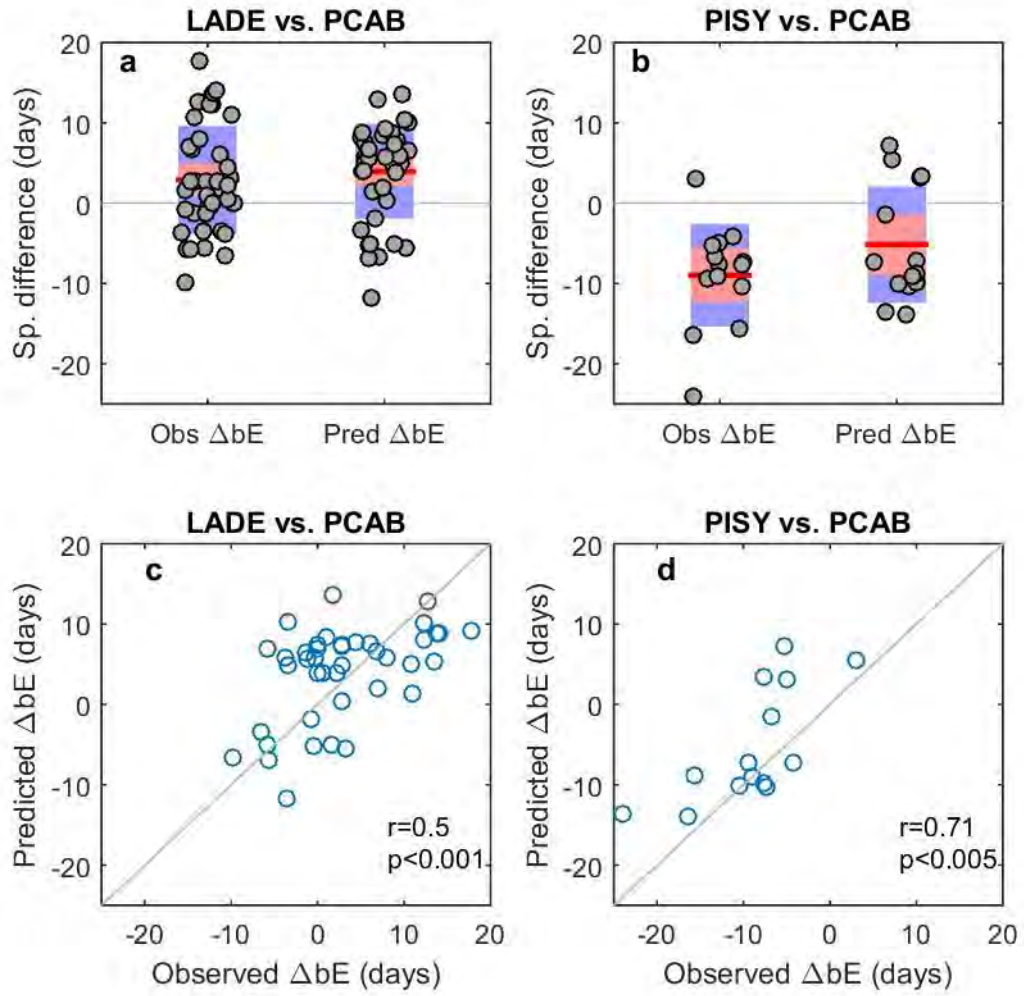 LADE vs. PCAB
PISY vs. PCAB
a
b
20
10
0
-10
-20
Sp. difference (days)
Obs ΔbE
Pred ΔbE
20
10
0
-10
-20
Sp. difference (days)
Obs ΔbE
Pred ΔbE
LADE vs. PCAB
PISY vs. PCAB
c
d
20
10
0
-10
-20
Predicted ΔbE (days)
r=0.5
p<0.001
-20
-10
0
10
20
Observed ΔbE (days)
20
10
0
-10
-20
Predicted ΔbE (days)
r=0.71
p<0.005
-20
-10
0
10
20
Observed ΔbE (days)